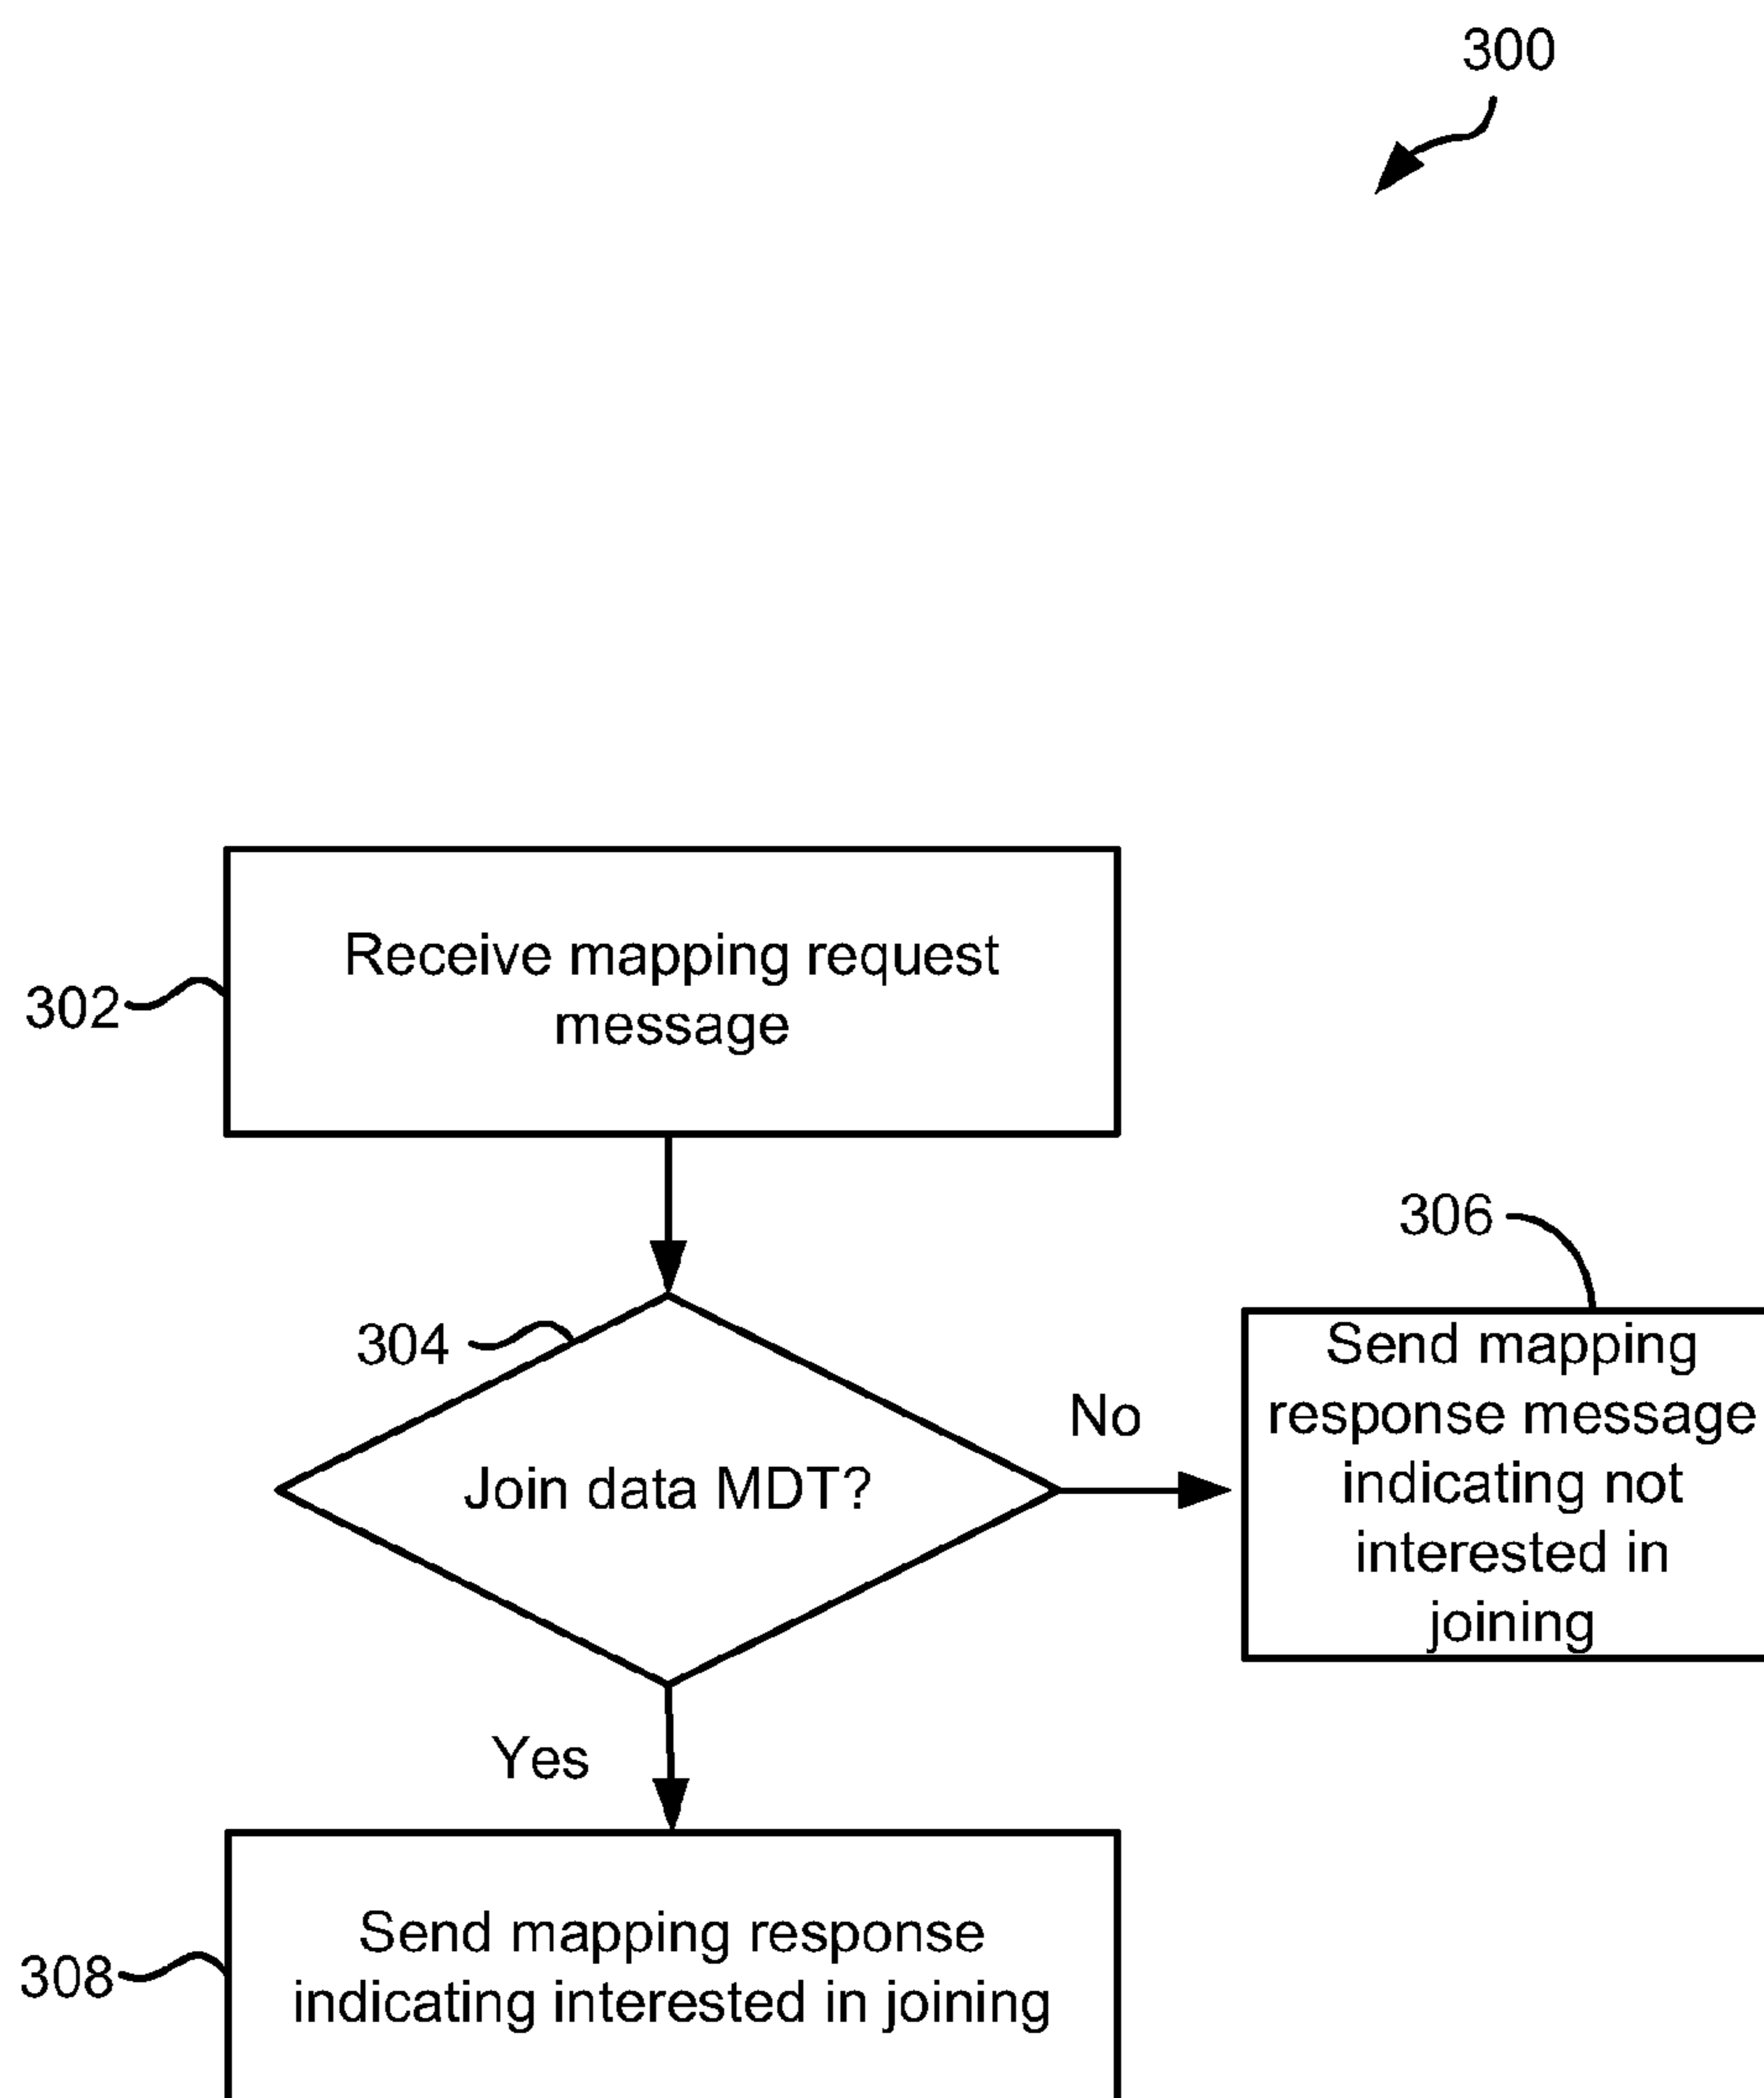 300
Receive mapping request
message
302
306
304
Send mapping
response message
indicating not
interested in
joining
No
Join data MDT?
Yes
Send mapping response
indicating interested in joining
308